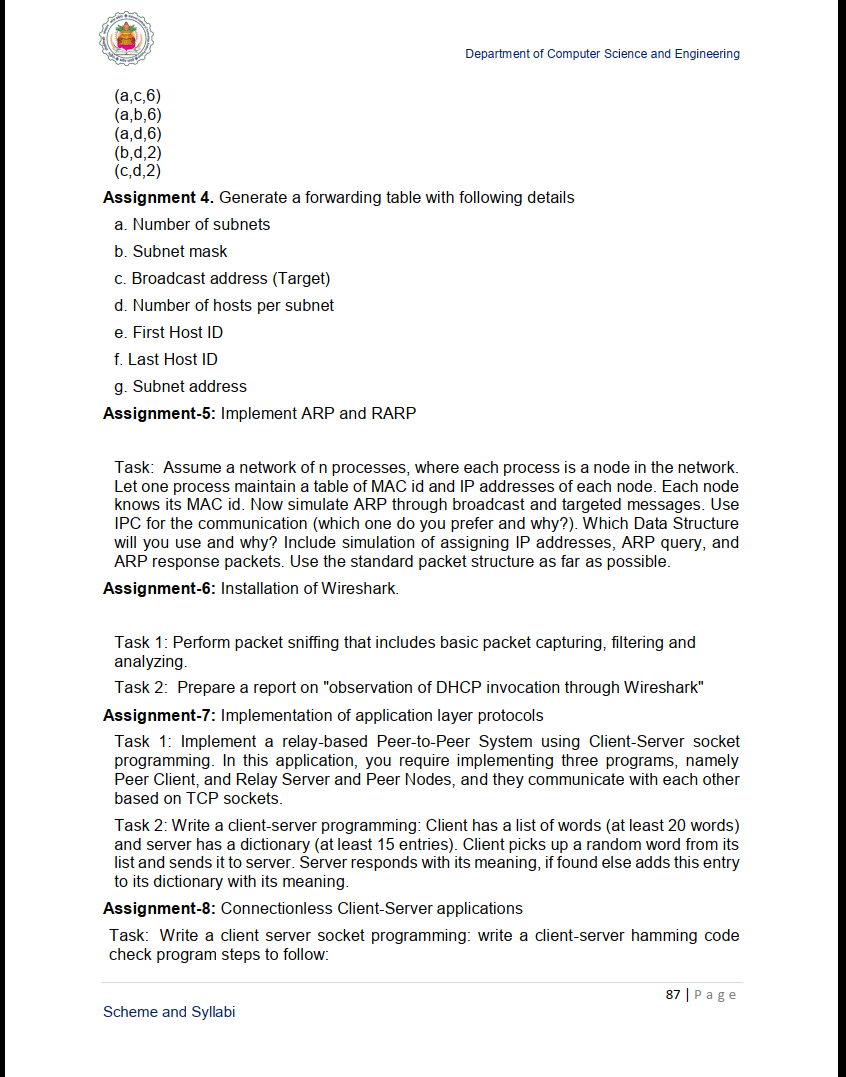 Department of Computer Science and Engineering
(a,c,6)
(a,b,6)
(a,d,6)
(b,d,2)
(c,d,2)
Assignment 4. Generate a forwarding table with following details
a. Number of subnets
b. Subnet mask
c. Broadcast address (Target)
d. Number of hosts per subnet
e. First Host ID
f. Last Host ID
g. Subnet address
Assignment-5: Implement ARP and RARP
Task: Assume a network of n processes, where each process is a node in the network.
Let one process maintain a table of MAC id and IP addresses of each node. Each node
knows its MAC id. Now simulate ARP through broadcast and targeted messages. Use
IPC for the communication (which one do you prefer and why?). Which Data Structure
will you use and why? Include simulation of assigning IP addresses, ARP query, and
ARP response packets. Use the standard packet structure as far as possible.
Assignment-6: Installation of Wireshark.
Task 1: Perform packet sniffing that includes basic packet capturing, filtering and
analyzing.
Task 2: Prepare a report on "observation of DHCP invocation through Wireshark"
Assignment-7: Implementation of application layer protocols
Task 1: Implement a relay-based Peer-to-Peer System using Client-Server socket
programming. In this application, you require implementing three programs, namely
Peer Client, and Relay Server and Peer Nodes, and they communicate with each other
based on TCP sockets.
Task 2: Write a client-server programming: Client has a list of words (at least 20 words)
and server has a dictionary (at least 15 entries). Client picks up a random word from its
list and sends it to server. Server responds with its meaning, if found else adds this entry
to its dictionary with its meaning.
Assignment-8: Connectionless Client-Server applications
Task: Write a client server socket programming: write a client-server hamming code
check program steps to follow:
87 | Page
Scheme and Syllabi